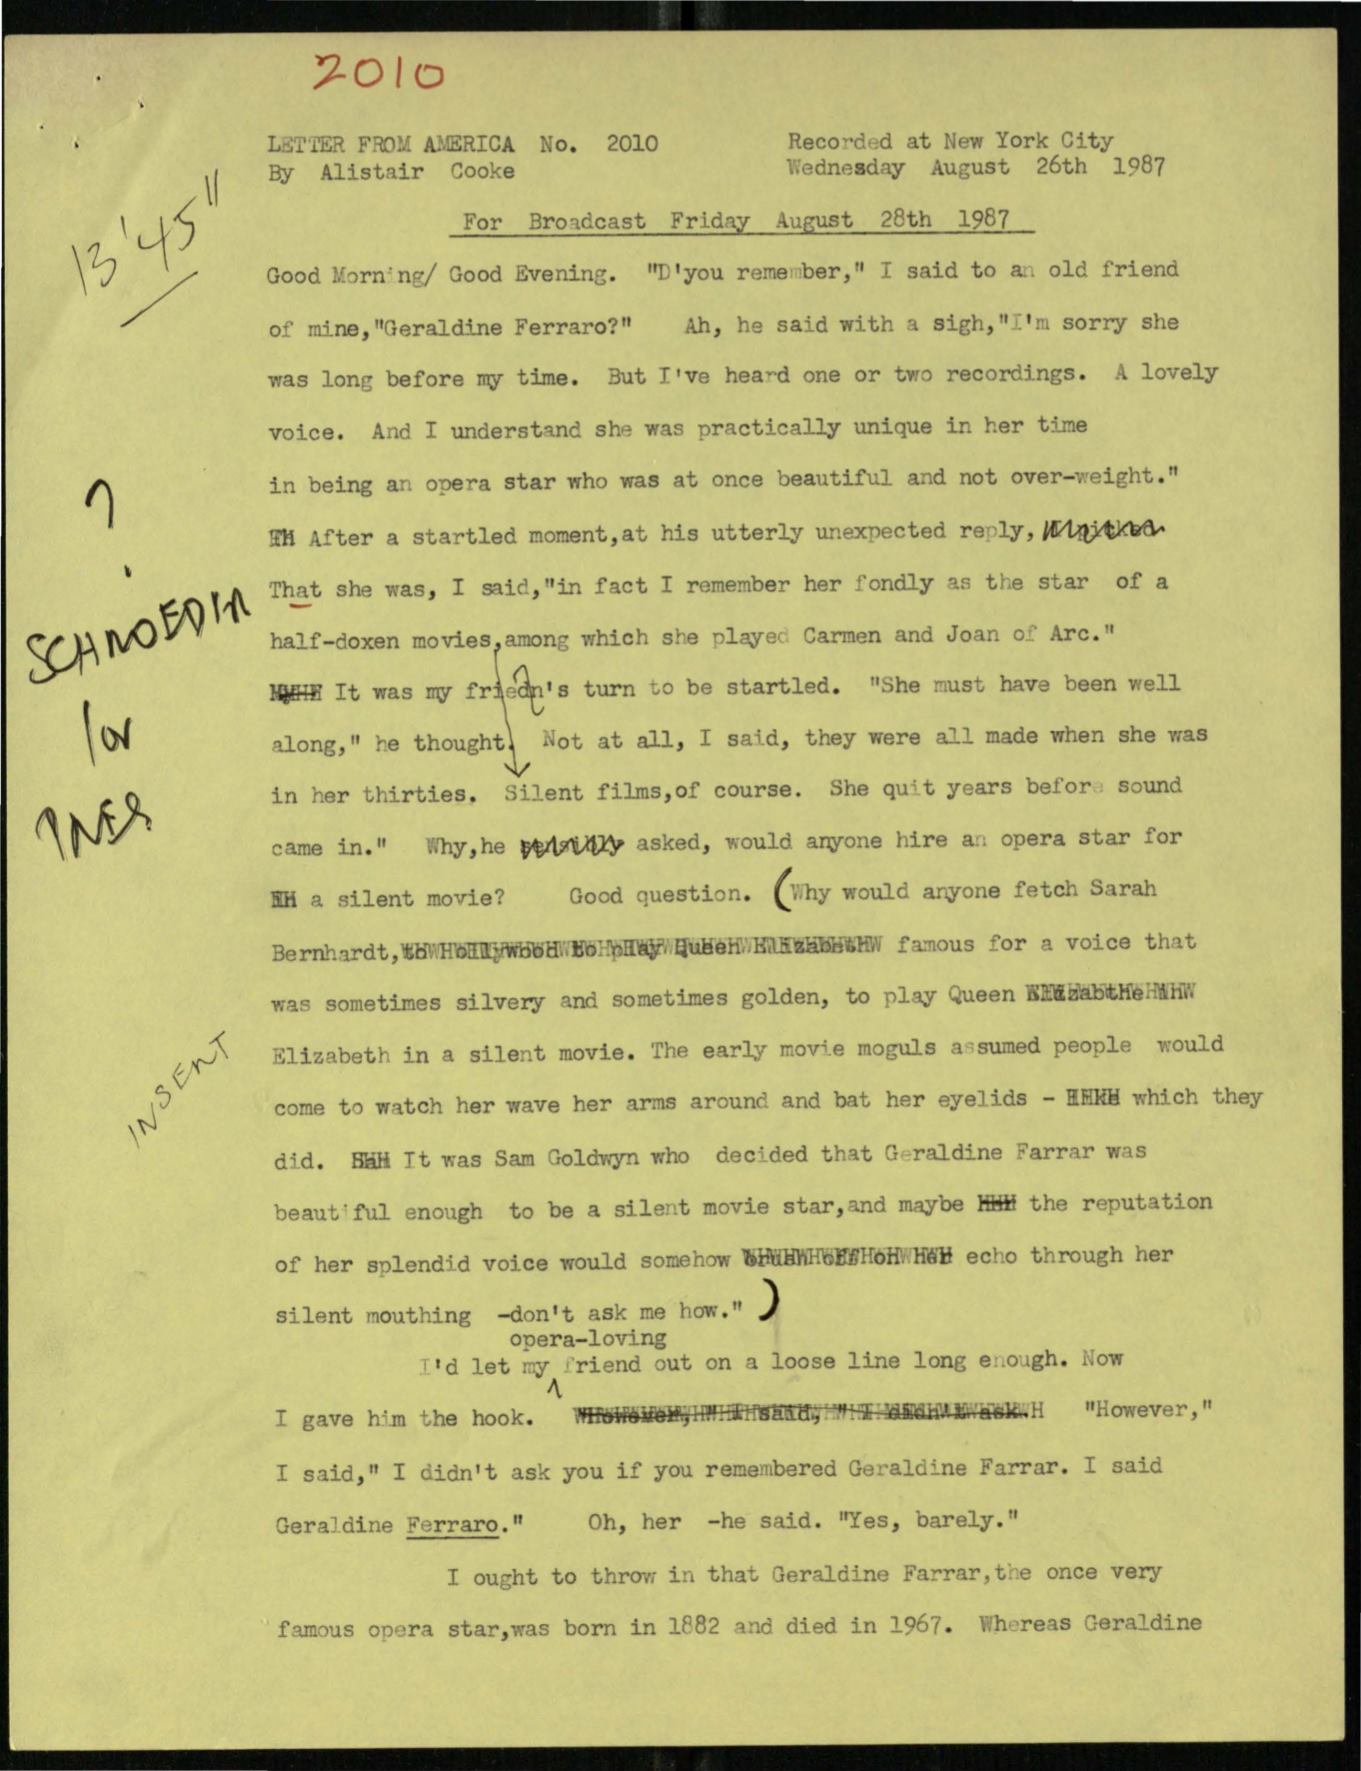 2010
LETTER FROM AMERICA No. 2010 Recorded at New York City
By Alistair Cooke Wednesday August 26th 1987
13'45"
For Broadcast Friday August 28th 1987
Good Morning/ Good Evening. "D'you remember," I said to an old friend
of mine,"Geraldine Ferraro?" Ah, he said with a sigh,"I'm sorry she
was long before my time. But I've heard one or two recordings. A lovely
voice. And I understand she was practically unique in her time
in being an opera star who was at once beautiful and not over-weight."
After a startled moment,at his utterly unexpected reply,
That she was, I said,"in fact I remember her fondly as the star of a
half-doxen movies,among which she played Carmen and Joan of Arc."
It was my friedn's turn to be startled. "She must have been well
along," he thought. Not at all, I said, they were all made when she was
in her thirties. Silent films,of course. She quit years before sound
came in." Why,he asked, would anyone hire an opera star for
a silent movie? Good question. (Why would anyone fetch Sarah
Bernhardt, to Hollywood to play Queen Elizabeth famous for a voice that
was sometimes silvery and sometimes golden, to play Queen Elizabthe
Elizabeth in a silent movie. The early movie moguls assumed people would
come to watch her wave her arms around and bat her eyelids - which they
did. It was Sam Goldwyn who decided that Geraldine Farrar was
beautiful enough to be a silent movie star,and maybe the reputation
of her splendid voice would somehow brush off on her echo through her
silent mouthing -don't ask me how.")
opera-loving
I'd let my friend out on a loose line long enough. Now
I gave him the hook. However, " I said, " I didn't ask. "However,"
I said," I didn't ask you if you remembered Geraldine Farrar. I said
Geraldine Ferraro." Oh, her -he said. "Yes, barely."
I ought to throw in that Geraldine Farrar,the once very
famous opera star,was born in 1882 and died in 1967. Whereas Geraldine
?
for
PRES
INSERT